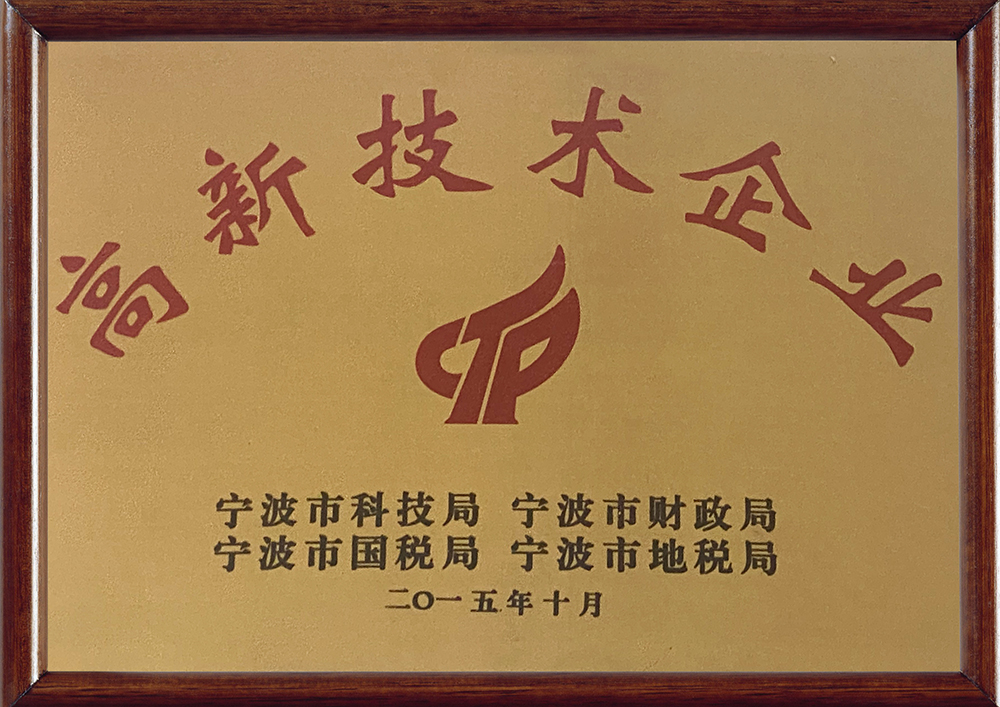 高新技术企业
宁波市科技局 宁波市财政局
宁波市国税局 宁波市地税局
二〇一五年十月